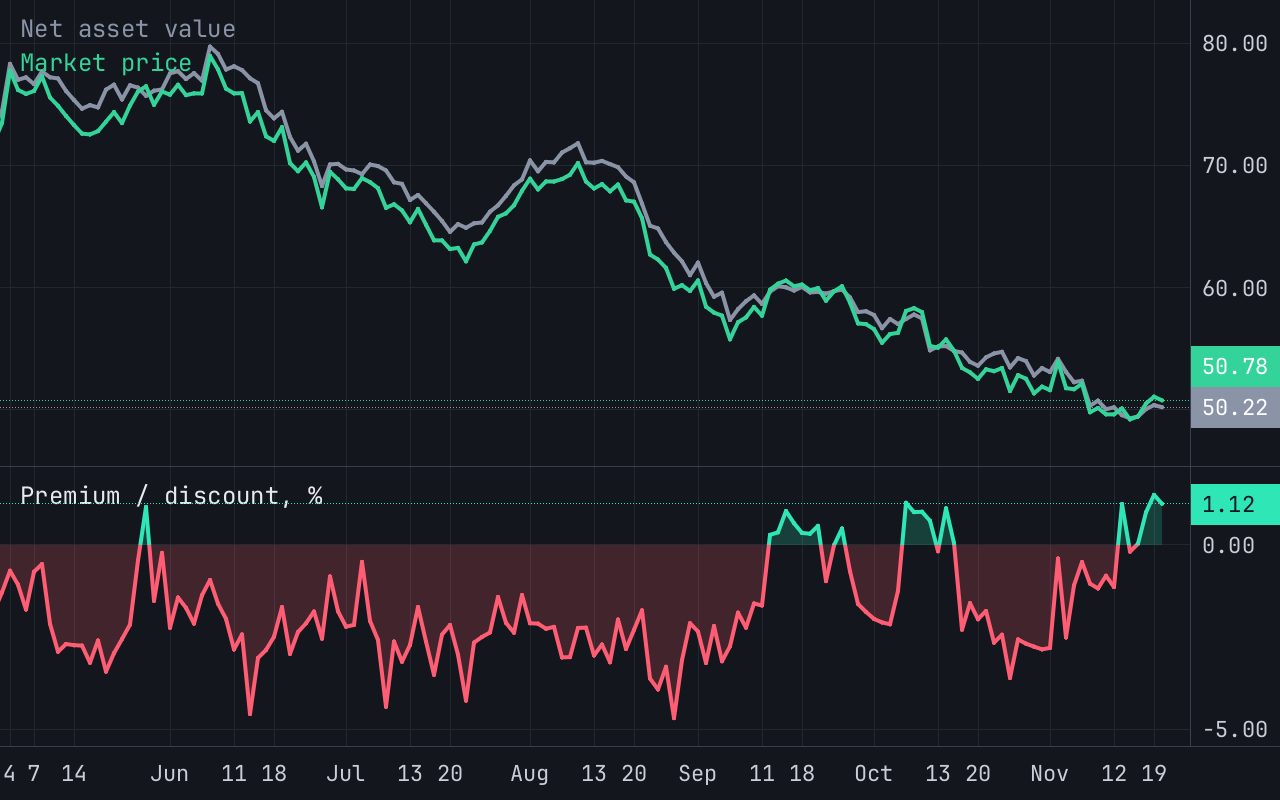 Net asset value
Market price
80.00
70.00
60.00
50.78
50.22
Premium / discount, %
1.12
0.00
-5.00
4 7 14 Jun 11 18 Jul 13 20 Aug 13 20 Sep 11 18 Oct 13 20 Nov 12 19